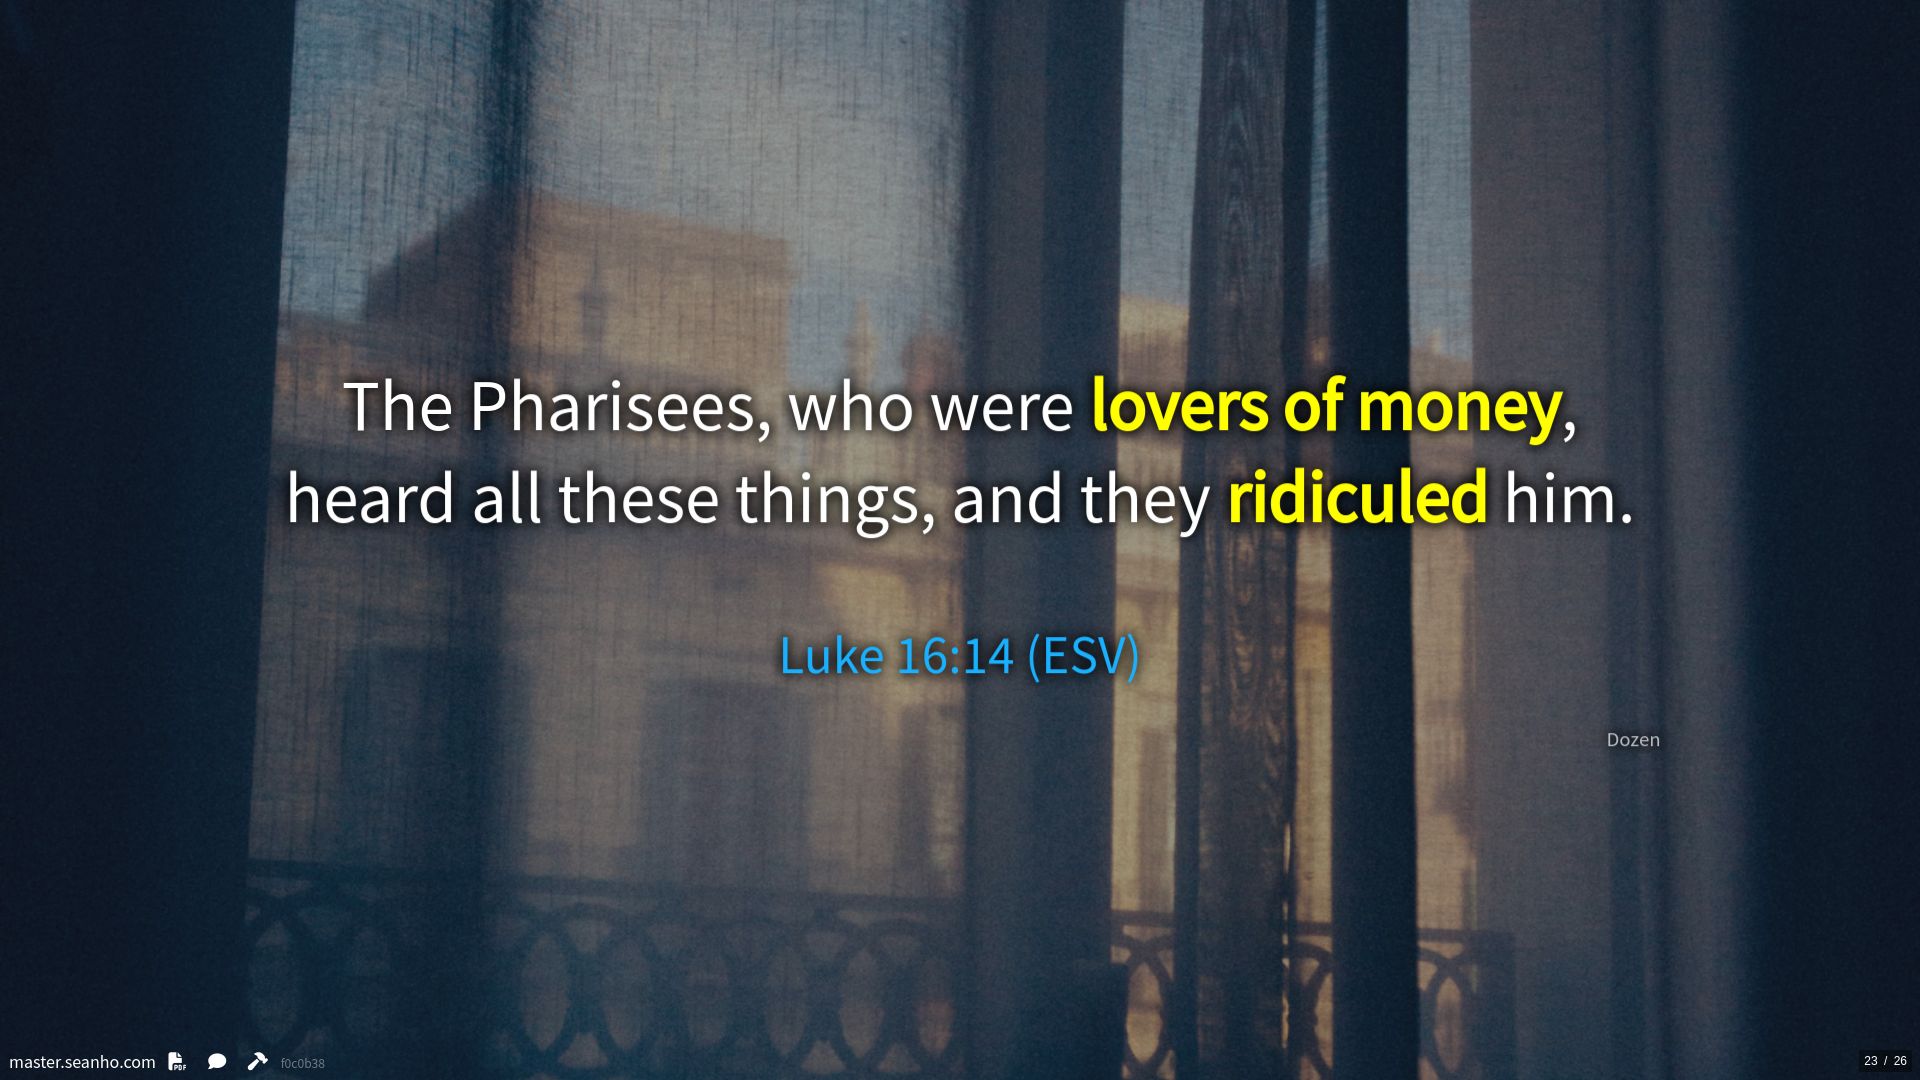 The Pharisees, who were lovers of money,
heard all these things, and they ridiculed him.
Luke 16:14 (ESV)
Dozen
master.seanho.com PDF f0c0b38
23 / 26